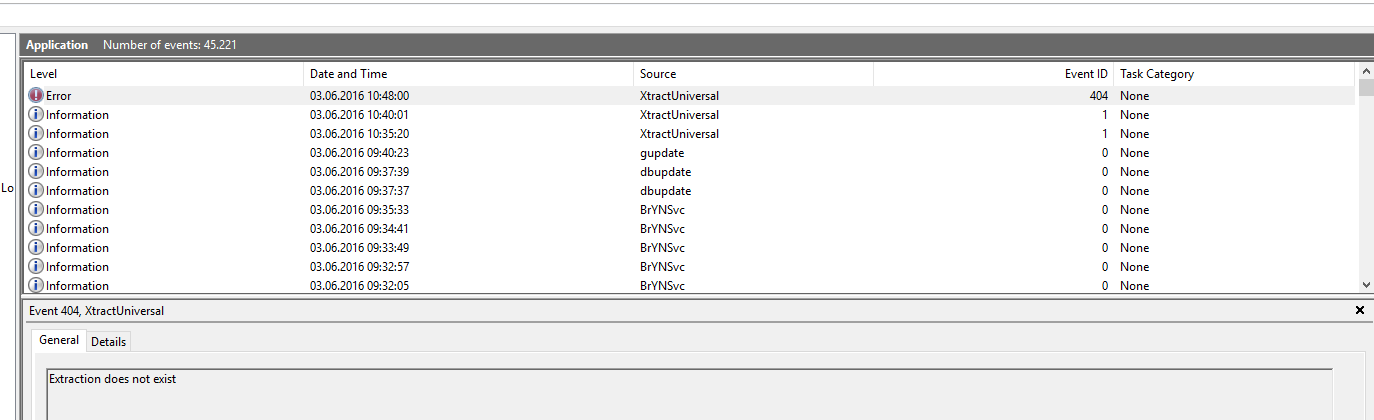 Application Number of events: 45.221
Level Date and Time Source Event ID Task Category
Error 03.06.2016 10:48:00 XtractUniversal 404 None
Information 03.06.2016 10:40:01 XtractUniversal 1 None
Information 03.06.2016 10:35:20 XtractUniversal 1 None
Information 03.06.2016 09:40:23 gupdate 0 None
Information 03.06.2016 09:37:39 dbupdate 0 None
Lo
Information 03.06.2016 09:37:37 dbupdate 0 None
Information 03.06.2016 09:35:33 BrYNSvc 0 None
Information 03.06.2016 09:34:41 BrYNSvc 0 None
Information 03.06.2016 09:33:49 BrYNSvc 0 None
Information 03.06.2016 09:32:57 BrYNSvc 0 None
Information 03.06.2016 09:32:05 BrYNSvc 0 None
Event 404, XtractUniversal
General Details
Extraction does not exist